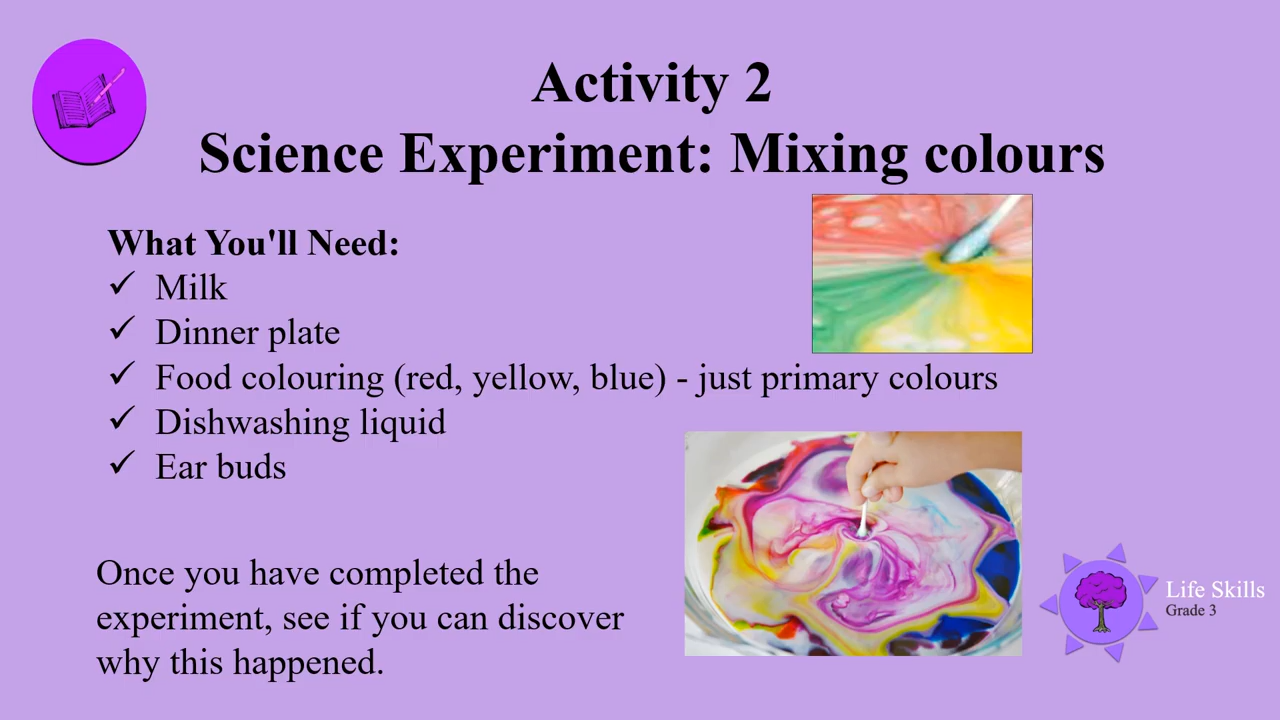 Activity 2
Science Experiment: Mixing colours
What You'll Need:
✓ Milk
✓ Dinner plate
✓ Food colouring (red, yellow, blue) - just primary colours
✓ Dishwashing liquid
✓ Ear buds
Once you have completed the
experiment, see if you can discover
why this happened.
Life Skills
Grade 3